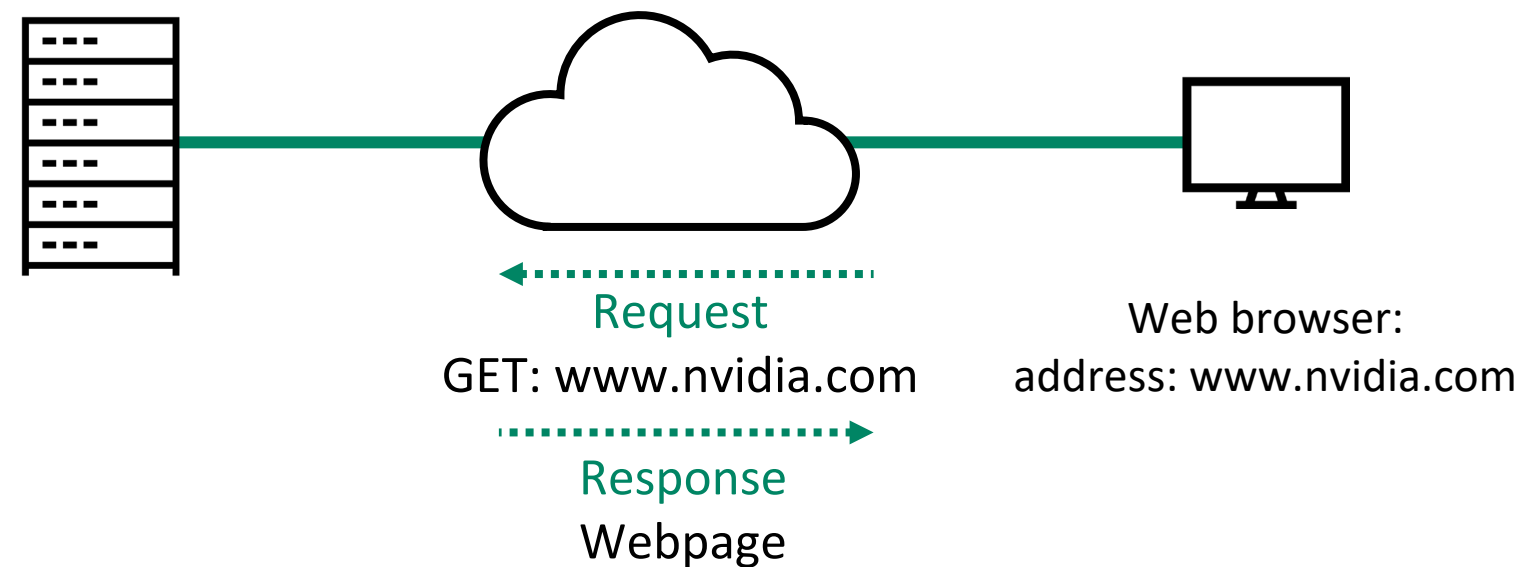 Request
GET: www.nvidia.com
Response
Webpage
Web browser:
address: www.nvidia.com